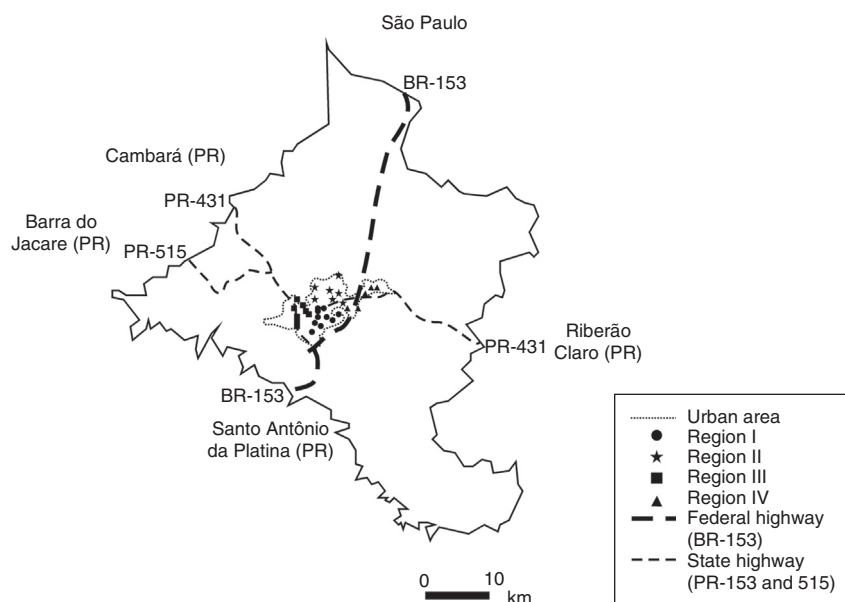 São Paulo
BR-153
Cambará (PR)
PR-431
Barra do
Jacare (PR)
PR-515
Riberão
Claro (PR)
PR-431
BR-153
Santo Antônio
da Platina (PR)
Urban area
Region I
Region II
Region III
Region IV
Federal highway
(BR-153)
State highway
(PR-153 and 515)
0 10
km